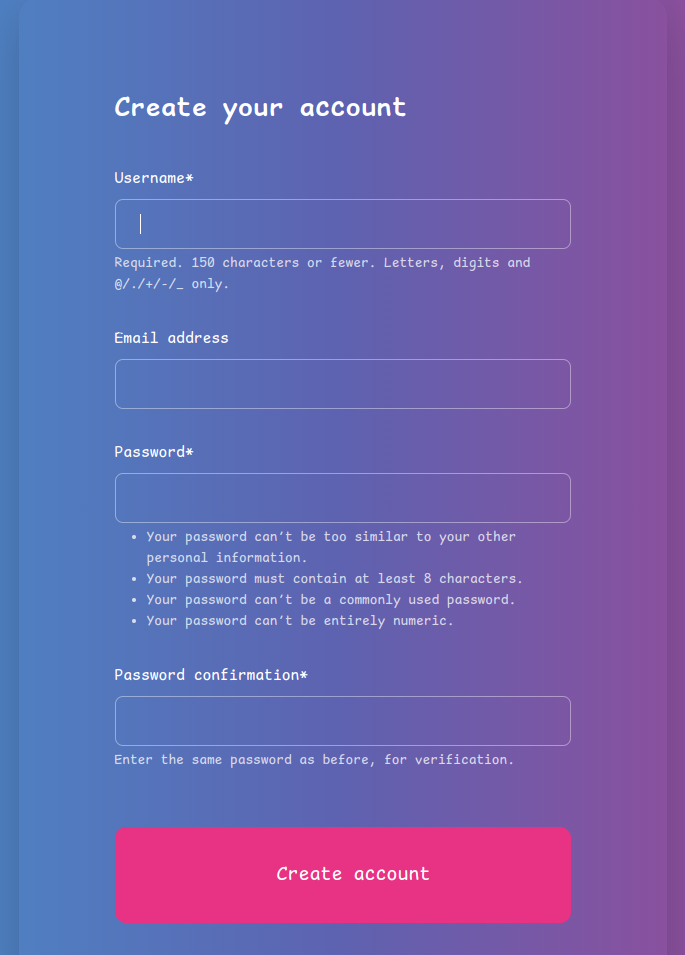 Create your account
Username*
Required. 150 characters or fewer. Letters, digits and
@/./+/-/_ only.
Email address
Password*
• Your password can't be too similar to your other
personal information.
• Your password must contain at least 8 characters.
• Your password can't be a commonly used password.
• Your password can't be entirely numeric.
Password confirmation*
Enter the same password as before, for verification.
Create account